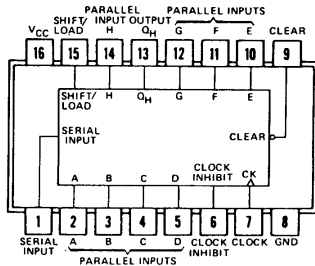 PARALLEL
SHIFT/ INPUT OUTPUT PARALLEL INPUTS
VCC LOAD H QH G F E CLEAR
16 15 14 13 12 11 10 9
SHIFT/ H QH G F E
LOAD
SERIAL
INPUT
CLEAR
CLOCK
INHIBIT CK
A B C D
1 2 3 4 5 6 7 8
SERIAL A B C D CLOCK CLOCK GND
INPUT INHIBIT
PARALLEL INPUTS